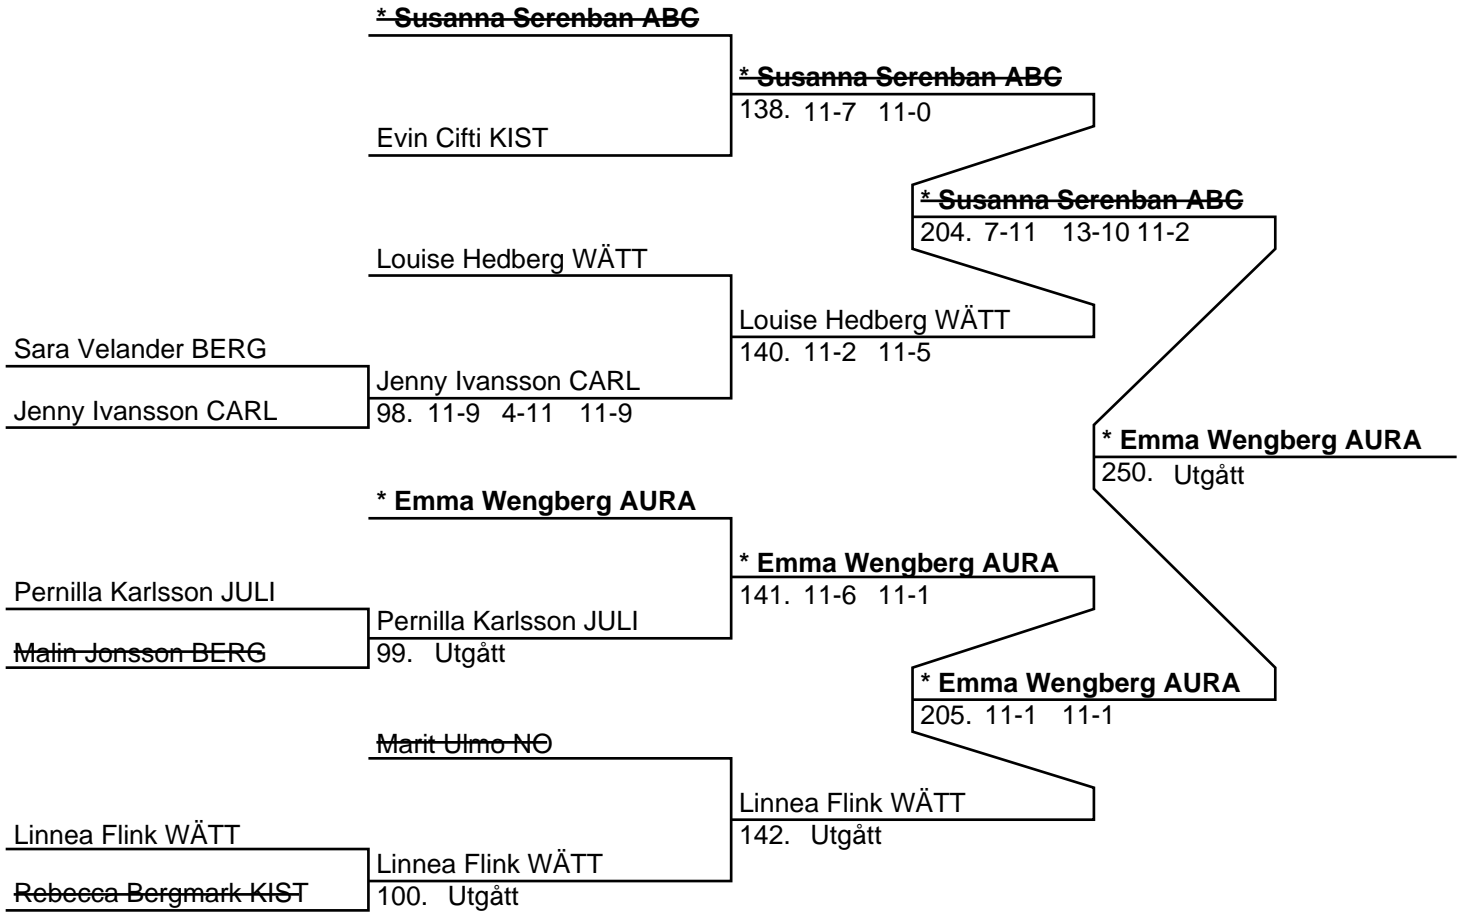 * Susanna Serenban ABC
* Susanna Serenban ABC
138. 11-7 11-0
Evin Cifti KIST
* Susanna Serenban ABC
204. 7-11 13-10 11-2
Louise Hedberg WÄTT
Louise Hedberg WÄTT
140. 11-2 11-5
Sara Velander BERG
Jenny Ivansson CARL
Jenny Ivansson CARL
98. 11-9 4-11 11-9
* Emma Wengberg AURA
250. Utgått
* Emma Wengberg AURA
* Emma Wengberg AURA
141. 11-6 11-1
Pernilla Karlsson JULI
Pernilla Karlsson JULI
Malin Jonsson BERG
99. Utgått
* Emma Wengberg AURA
205. 11-1 11-1
Marit Ulmo NO
Linnea Flink WÄTT
142. Utgått
Linnea Flink WÄTT
Linnea Flink WÄTT
Rebecca Bergmark KIST
100. Utgått